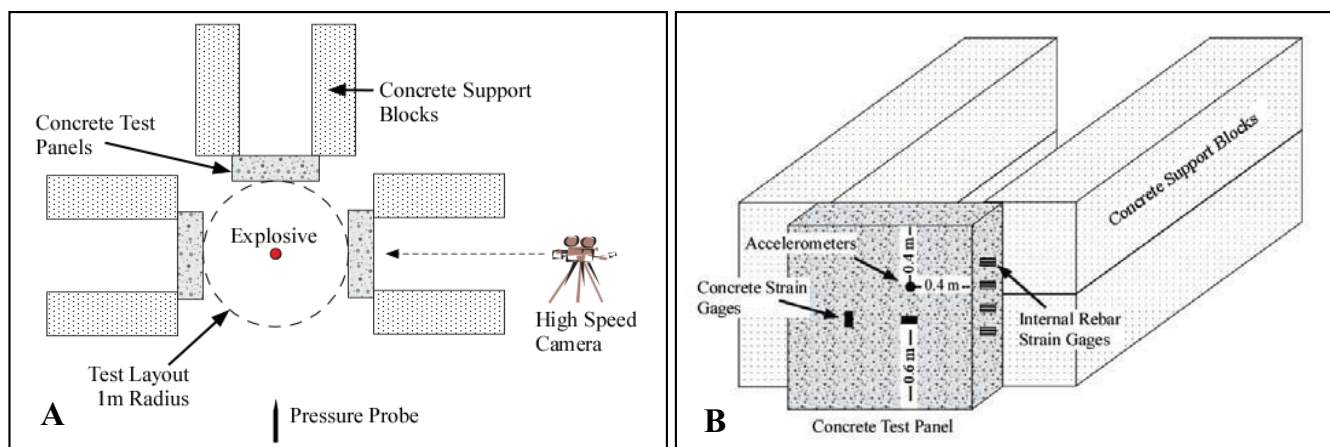 Concrete Support
Blocks
Concrete Test
Panels
Explosive
High Speed
Camera
Test Layout
1m Radius
Pressure Probe
A
Concrete Support Blocks
Accelerometers
0.4 m
0.4 m
Concrete Strain
Gages
Internal Rebar
Strain Gages
0.6 m
Concrete Test Panel
B